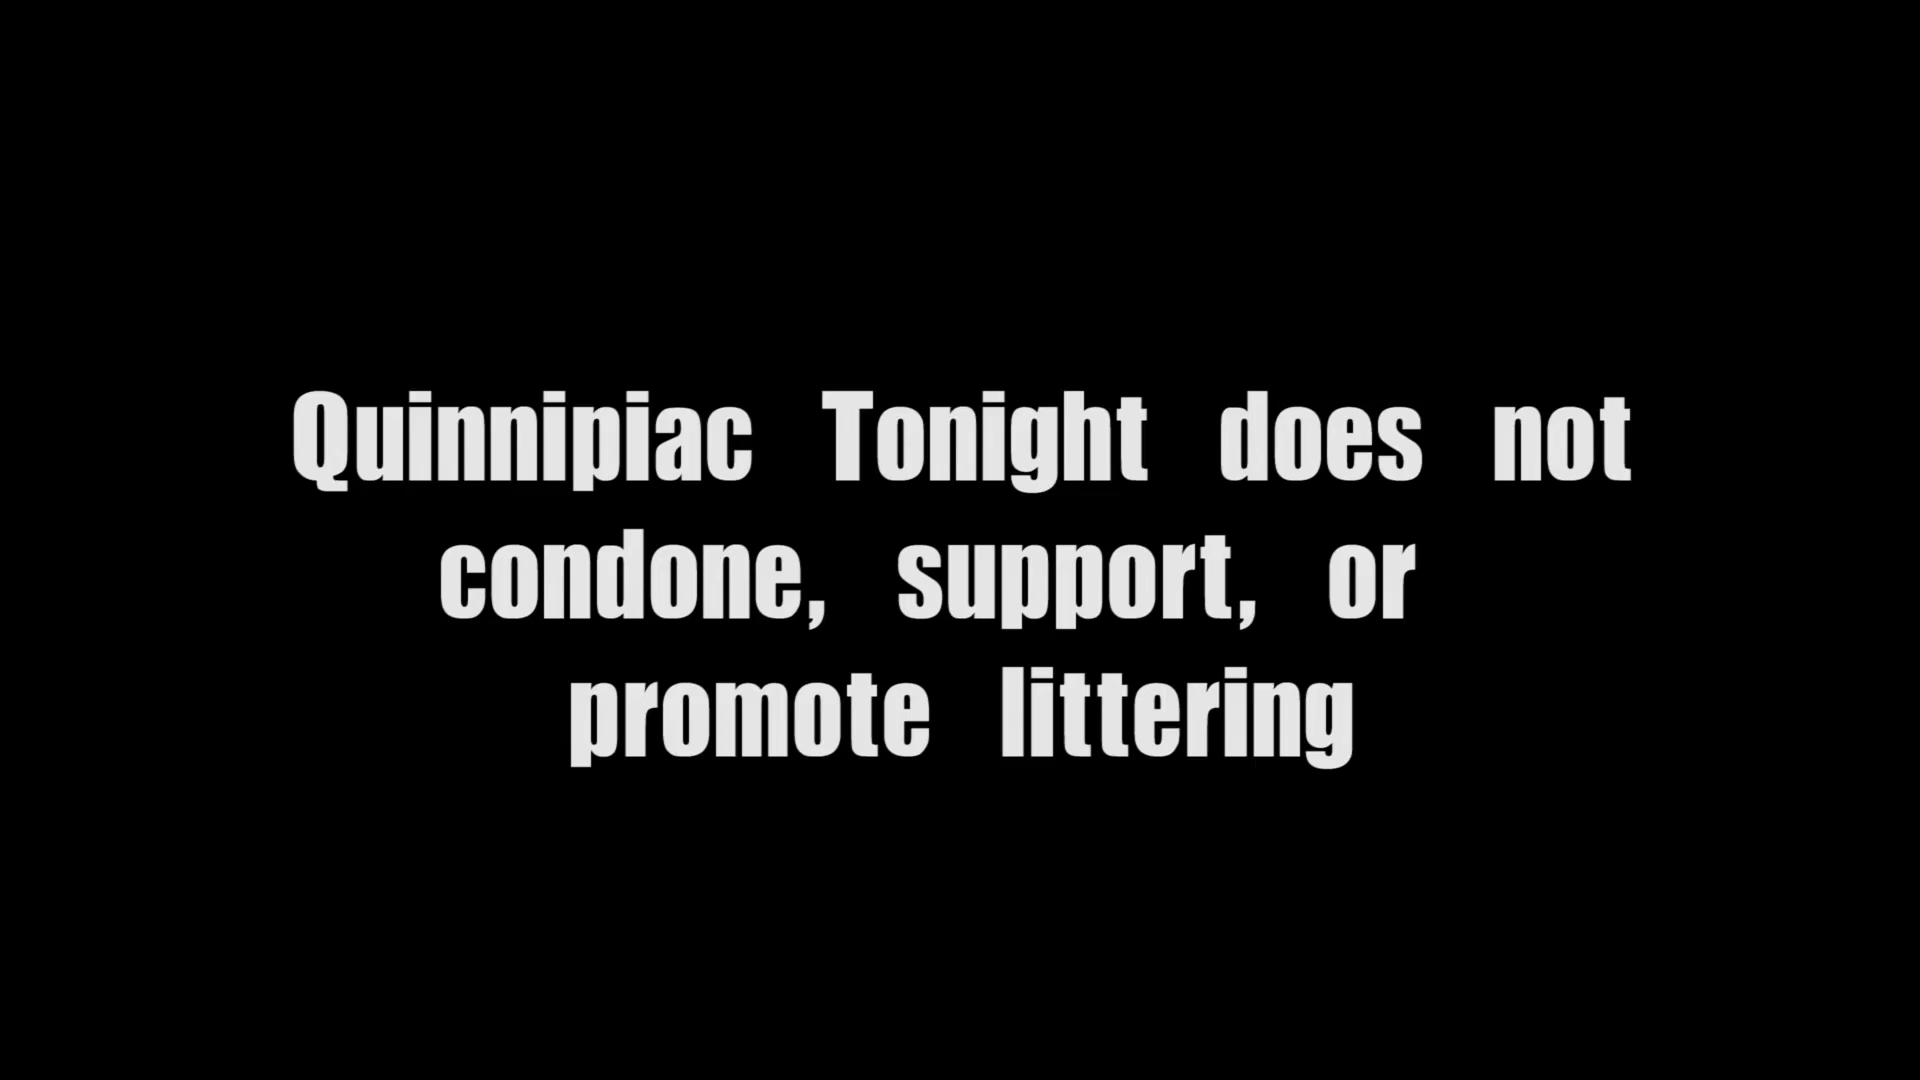 Quinnipiac Tonight does not
condone, support, or
promote littering